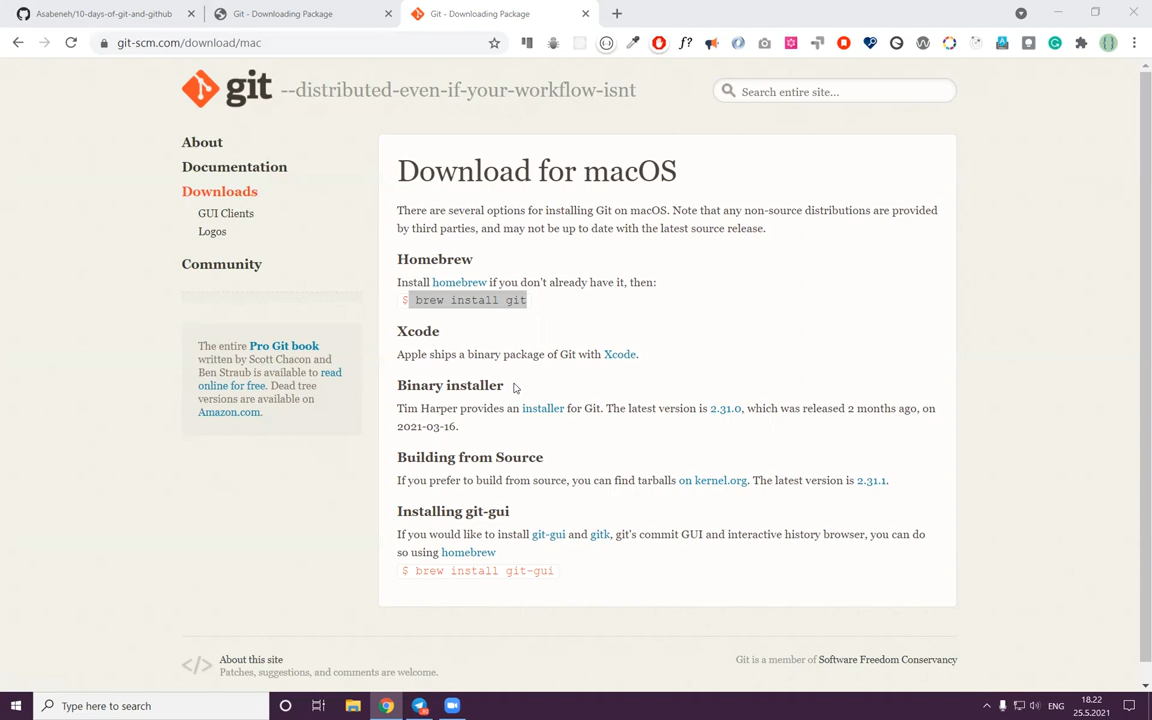 Asabeneh/10-days-of-git-and-github
Git - Downloading Package
Git - Downloading Package
git-scm.com/download/mac
f?
git --distributed-even-if-your-workflow-isnt
Search entire site...
About
Documentation
Downloads
GUI Clients
Logos
Community
The entire Pro Git book
written by Scott Chacon and
Ben Straub is available to read
online for free. Dead tree
versions are available on
Amazon.com.
Download for macOS
There are several options for installing Git on macOS. Note that any non-source distributions are provided
by third parties, and may not be up to date with the latest source release.
Homebrew
Install homebrew if you don't already have it, then:
$ brew install git
Xcode
Apple ships a binary package of Git with Xcode.
Binary installer
Tim Harper provides an installer for Git. The latest version is 2.31.0, which was released 2 months ago, on
2021-03-16.
Building from Source
If you prefer to build from source, you can find tarballs on kernel.org. The latest version is 2.31.1.
Installing git-gui
If you would like to install git-gui and gitk, git's commit GUI and interactive history browser, you can do
so using homebrew
$ brew install git-gui
About this site
Patches, suggestions, and comments are welcome.
Git is a member of Software Freedom Conservancy
Type here to search
ENG
18.22
25.5.2021